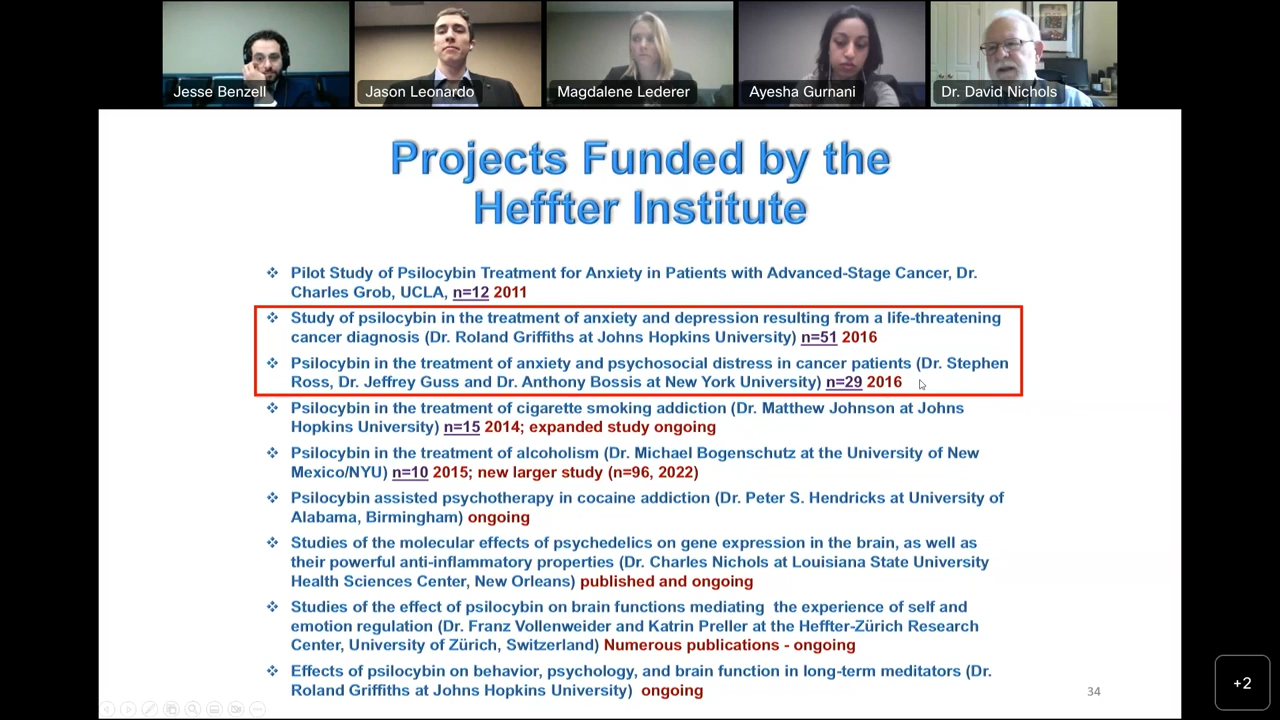 Jesse Benzell
Jason Leonardo
Magdalene Lederer
Ayesha Gurnani
Dr. David Nichols
Projects Funded by the
Heffter Institute
❖ Pilot Study of Psilocybin Treatment for Anxiety in Patients with Advanced-Stage Cancer, Dr.
Charles Grob, UCLA, n=12 2011
❖ Study of psilocybin in the treatment of anxiety and depression resulting from a life-threatening
cancer diagnosis (Dr. Roland Griffiths at Johns Hopkins University) n=51 2016
❖ Psilocybin in the treatment of anxiety and psychosocial distress in cancer patients (Dr. Stephen
Ross, Dr. Jeffrey Guss and Dr. Anthony Bossis at New York University) n=29 2016
❖ Psilocybin in the treatment of cigarette smoking addiction (Dr. Matthew Johnson at Johns
Hopkins University) n=15 2014; expanded study ongoing
❖ Psilocybin in the treatment of alcoholism (Dr. Michael Bogenschutz at the University of New
Mexico/NYU) n=10 2015; new larger study (n=96, 2022)
❖ Psilocybin assisted psychotherapy in cocaine addiction (Dr. Peter S. Hendricks at University of
Alabama, Birmingham) ongoing
❖ Studies of the molecular effects of psychedelics on gene expression in the brain, as well as
their powerful anti-inflammatory properties (Dr. Charles Nichols at Louisiana State University
Health Sciences Center, New Orleans) published and ongoing
❖ Studies of the effect of psilocybin on brain functions mediating the experience of self and
emotion regulation (Dr. Franz Vollenweider and Katrin Preller at the Heffter-Zürich Research
Center, University of Zürich, Switzerland) Numerous publications - ongoing
❖ Effects of psilocybin on behavior, psychology, and brain function in long-term meditators (Dr.
Roland Griffiths at Johns Hopkins University) ongoing
34
+2